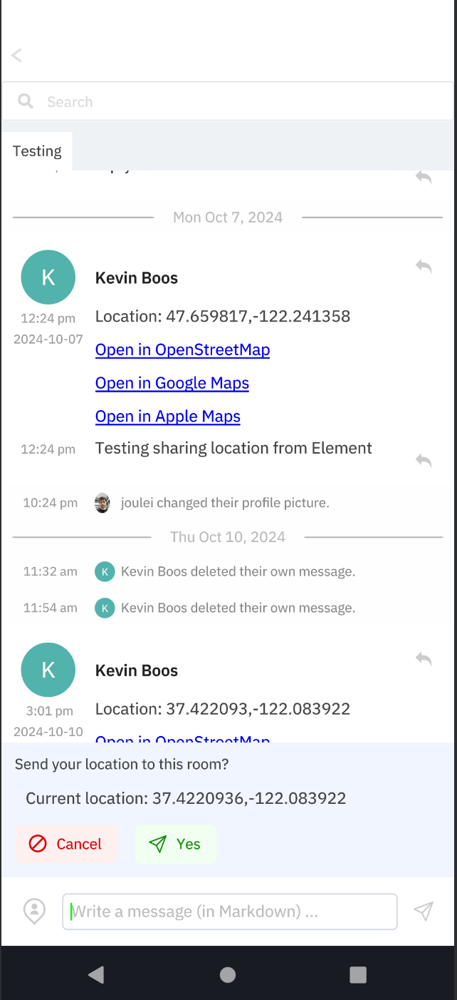 Search
Testing
Mon Oct 7, 2024
K
Kevin Boos
12:24 pm
2024-10-07
Location: 47.659817,-122.241358
Open in OpenStreetMap
Open in Google Maps
Open in Apple Maps
12:24 pm Testing sharing location from Element
10:24 pm joulei changed their profile picture.
Thu Oct 10, 2024
11:32 am K Kevin Boos deleted their own message.
11:54 am K Kevin Boos deleted their own message.
K
Kevin Boos
3:01 pm
2024-10-10
Location: 37.422093,-122.083922
Open in OpenStreetMap
Send your location to this room?
Current location: 37.4220936,-122.083922
Cancel Yes
Write a message (in Markdown) ...